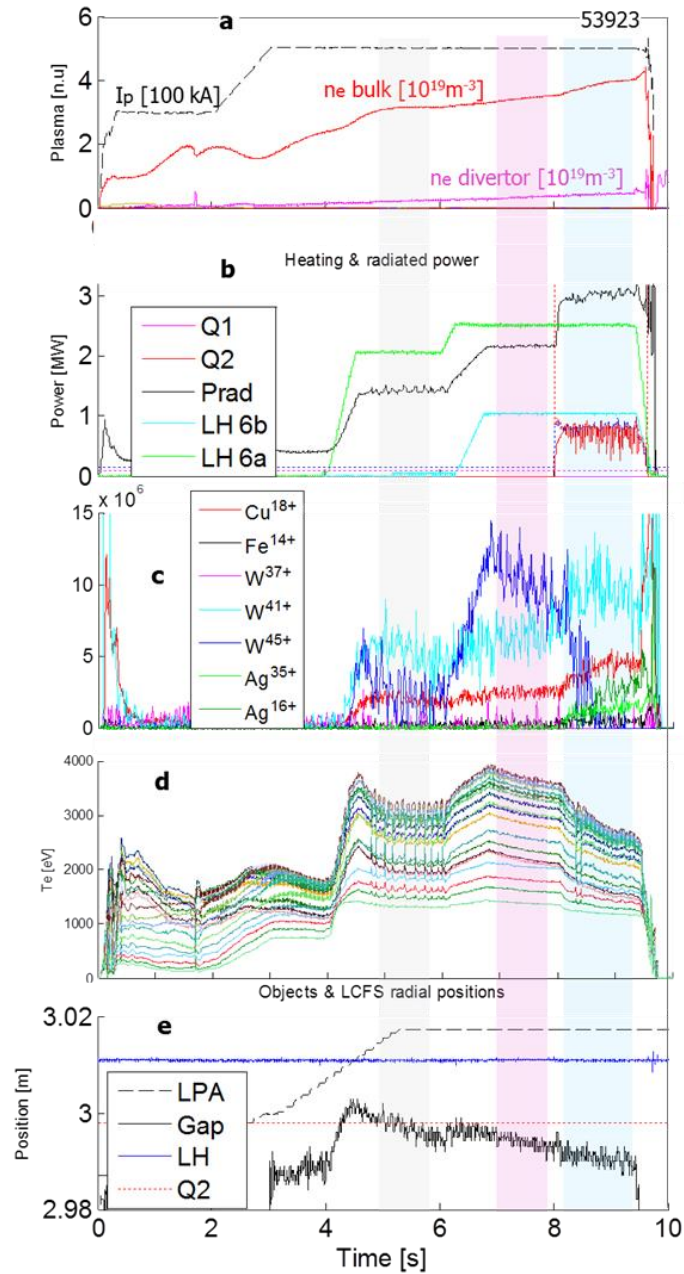 6
a
53923
4
Ip [100 kA]
ne bulk [10¹⁹m⁻³]
Plasma [n.u]
2
ne divertor [10¹⁹m⁻³]
0
b
Heating & radiated power
3
Q1
Q2
2
Prad
Power [MW]
1
LH 6b
LH 6a
0
x 10⁶
15
Cu¹⁸⁺
c
Fe¹⁴⁺
10
W³⁷⁺
W⁴¹⁺
W⁴⁵⁺
5
Ag³⁵⁺
Ag¹⁶⁺
0
4000
d
3000
Te [eV]
2000
1000
0
Objects & LCFS radial positions
3.02
e
Position [m]
LPA
3
Gap
LH
Q2
2.98
0 2 4 6 8 10
Time [s]